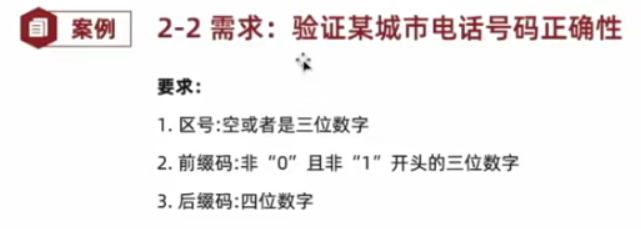 案例
2-2 需求：验证某城市电话号码正确性
要求：
1. 区号:空或者是三位数字
2. 前缀码:非“0”且非“1”开头的三位数字
3. 后缀码:四位数字